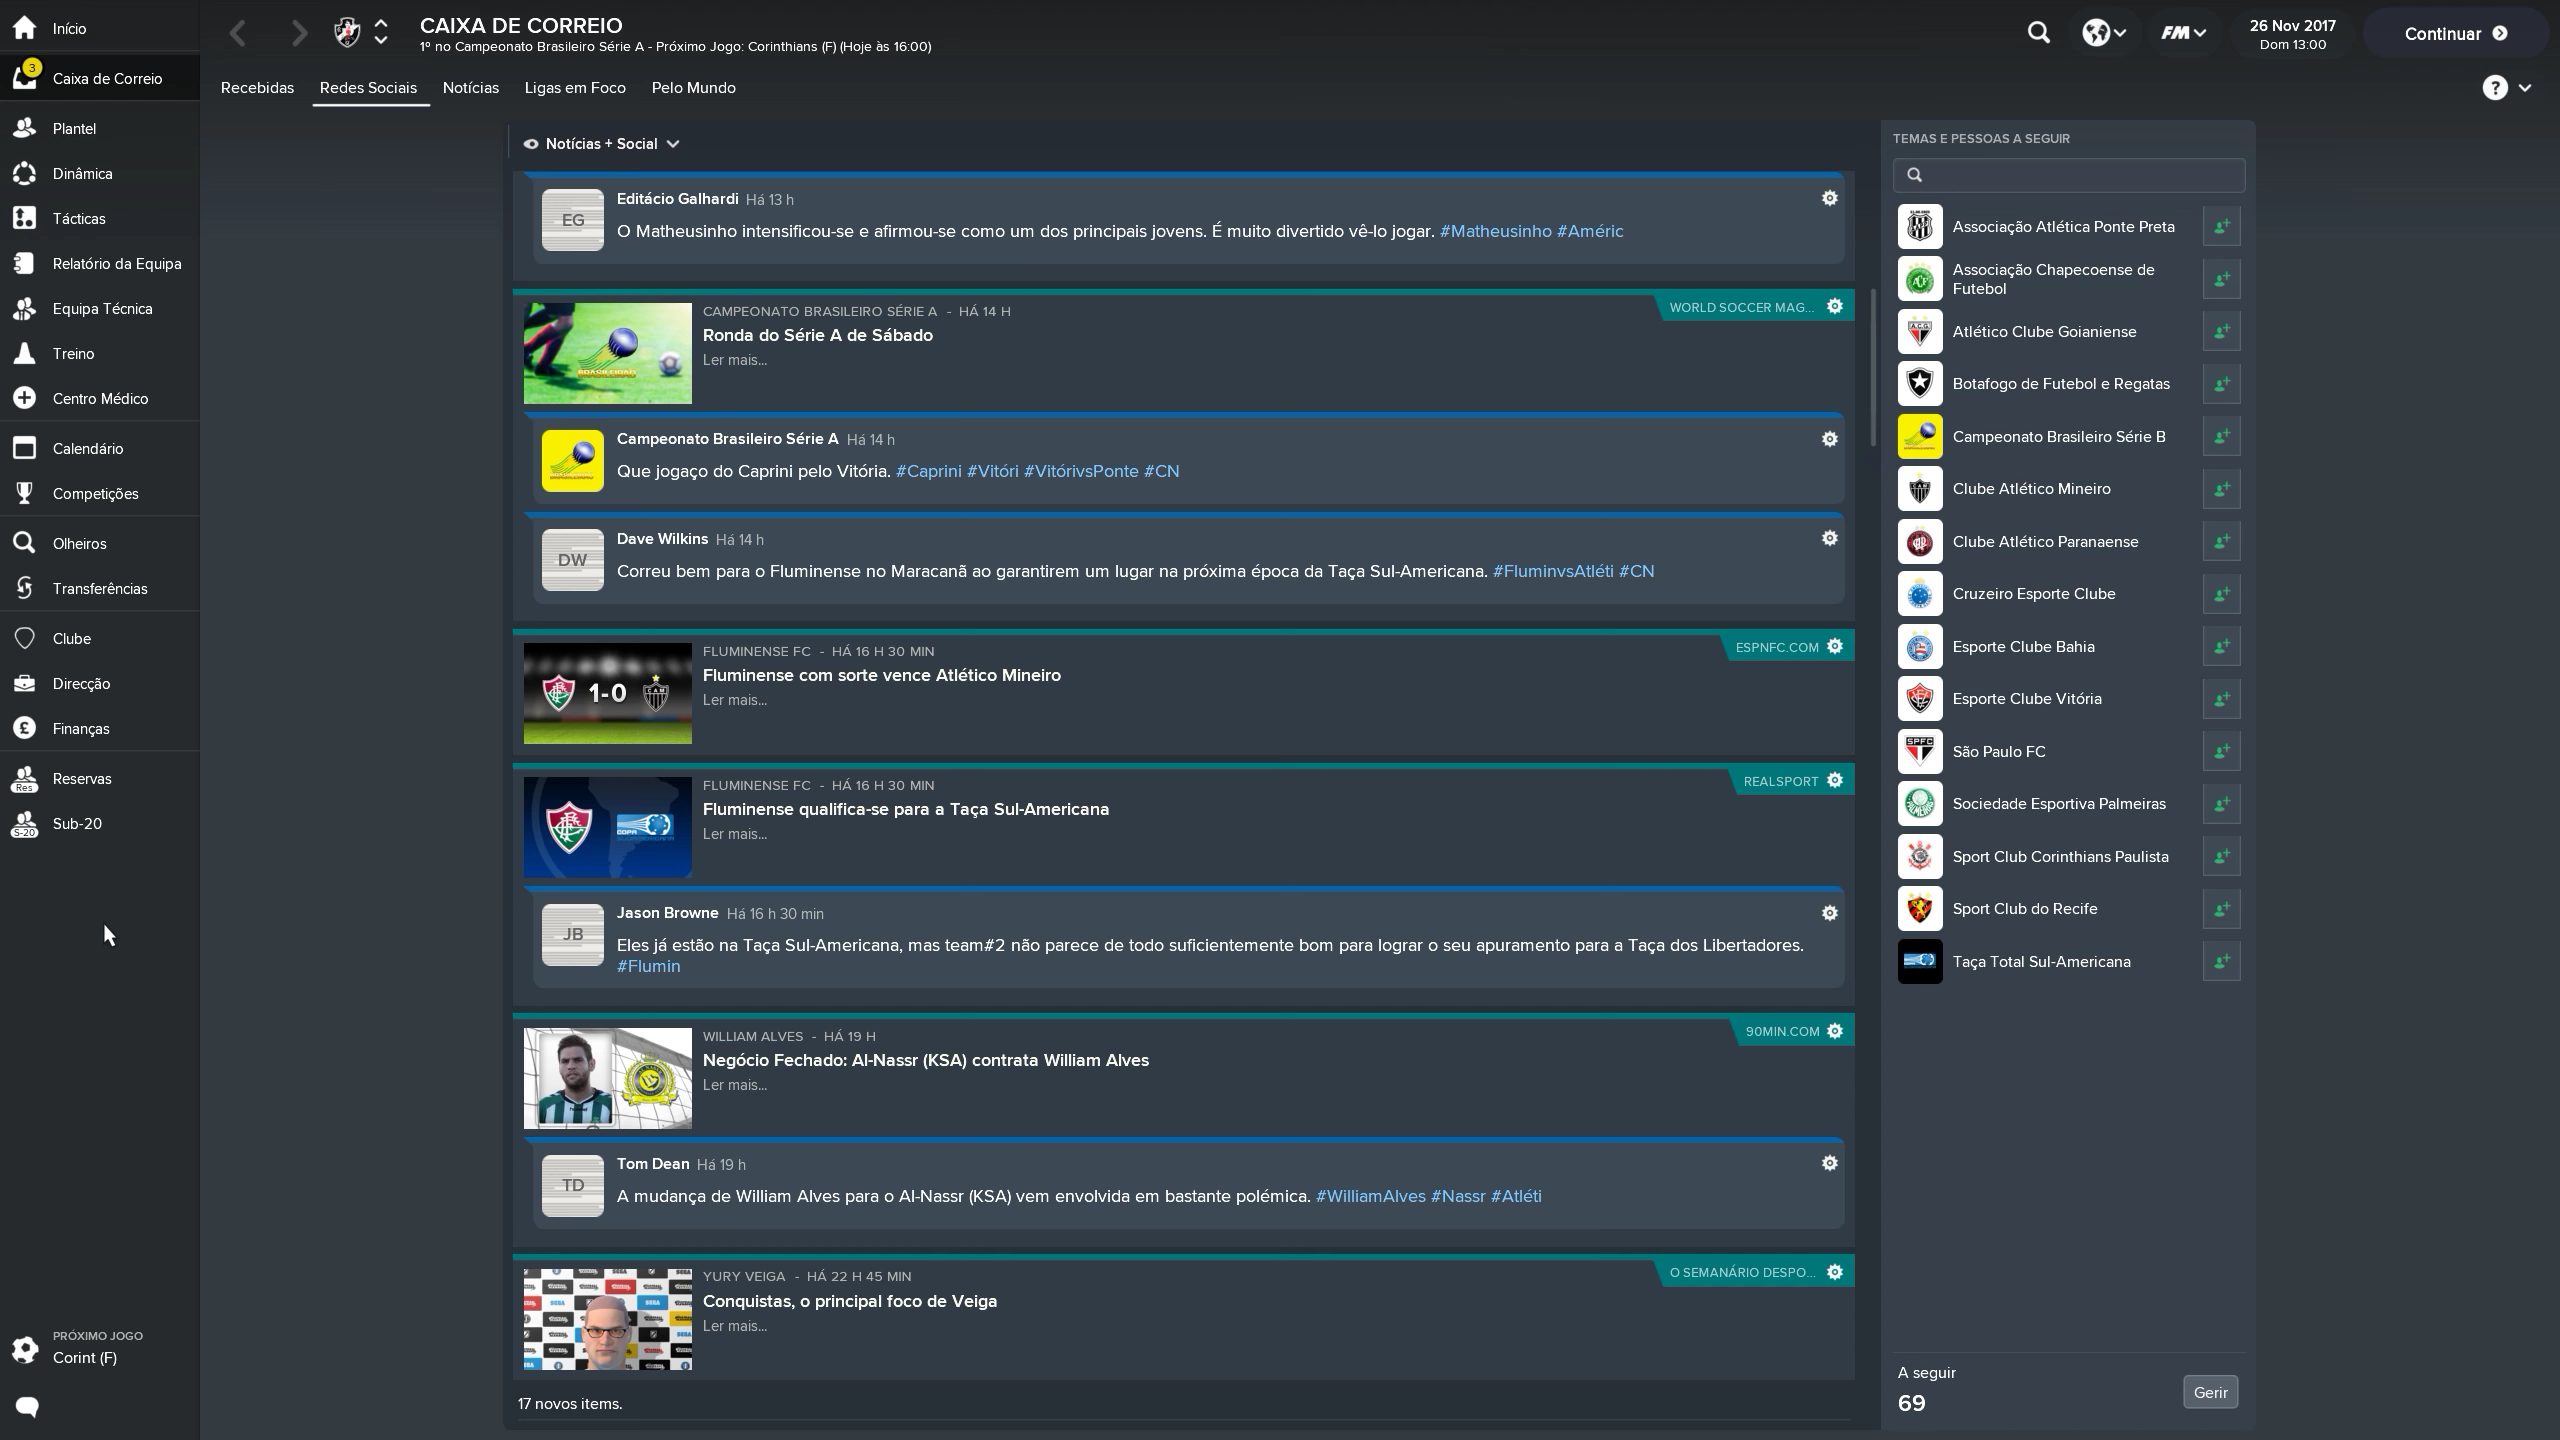 Início
3
Caixa de Correio
Plantel
Dinâmica
Tácticas
Relatório da Equipa
Equipa Técnica
Treino
Centro Médico
Calendário
Competições
Olheiros
Transferências
Clube
Direcção
Finanças
Res
Reservas
S-20
Sub-20
PRÓXIMO JOGO
Corint (F)
CAIXA DE CORREIO
1º no Campeonato Brasileiro Série A - Próximo Jogo: Corinthians (F) (Hoje às 16:00)
FM
26 Nov 2017
Dom 13:00
Continuar
Recebidas
Redes Sociais
Notícias
Ligas em Foco
Pelo Mundo
?
Notícias + Social
EG
Editácio Galhardi Há 13 h
O Matheusinho intensificou-se e afirmou-se como um dos principais jovens. É muito divertido vê-lo jogar. #Matheusinho #Améric
CAMPEONATO BRASILEIRO SÉRIE A - HÁ 14 H
WORLD SOCCER MAG...
Ronda do Série A de Sábado
Ler mais...
Campeonato Brasileiro Série A Há 14 h
Que jogaço do Caprini pelo Vitória. #Caprini #Vitóri #VitórivsPonte #CN
DW
Dave Wilkins Há 14 h
Correu bem para o Fluminense no Maracanã ao garantirem um lugar na próxima época da Taça Sul-Americana. #FluminvsAtléti #CN
FLUMINENSE FC - HÁ 16 H 30 MIN
ESPNFC.COM
Fluminense com sorte vence Atlético Mineiro
Ler mais...
1-0
FLUMINENSE FC - HÁ 16 H 30 MIN
REALSPORT
Fluminense qualifica-se para a Taça Sul-Americana
Ler mais...
COPA
JB
Jason Browne Há 16 h 30 min
Eles já estão na Taça Sul-Americana, mas team#2 não parece de todo suficientemente bom para lograr o seu apuramento para a Taça dos Libertadores.
#Flumin
WILLIAM ALVES - HÁ 19 H
90MIN.COM
Negócio Fechado: Al-Nassr (KSA) contrata William Alves
Ler mais...
TD
Tom Dean Há 19 h
A mudança de William Alves para o Al-Nassr (KSA) vem envolvida em bastante polémica. #WilliamAlves #Nassr #Atléti
YURY VEIGA - HÁ 22 H 45 MIN
O SEMANÁRIO DESPO...
Conquistas, o principal foco de Veiga
Ler mais...
17 novos items.
TEMAS E PESSOAS A SEGUIR
Associação Atlética Ponte Preta
Associação Chapecoense de
Futebol
Atlético Clube Goianiense
Botafogo de Futebol e Regatas
Campeonato Brasileiro Série B
Clube Atlético Mineiro
Clube Atlético Paranaense
Cruzeiro Esporte Clube
Esporte Clube Bahia
Esporte Clube Vitória
São Paulo FC
Sociedade Esportiva Palmeiras
Sport Club Corinthians Paulista
Sport Club do Recife
Taça Total Sul-Americana
A seguir
69
Gerir